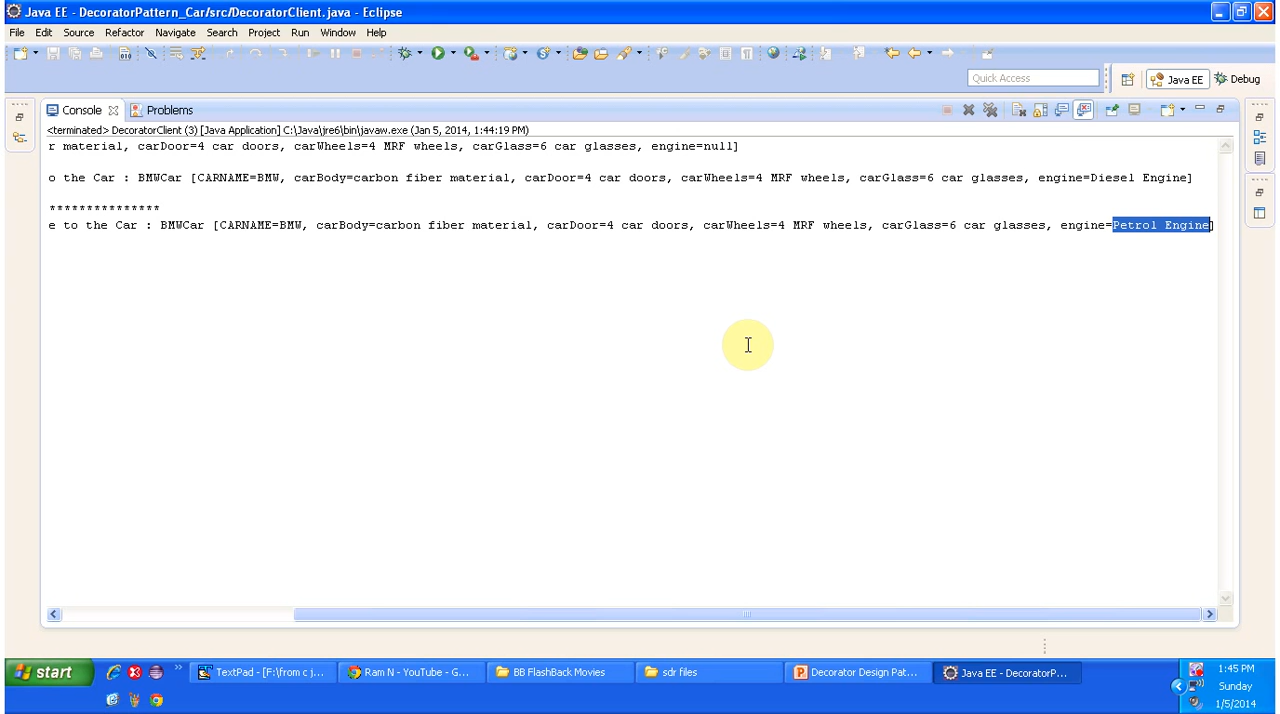 Java EE - DecoratorPattern_Car/src/DecoratorClient.java - Eclipse
File Edit Source Refactor Navigate Search Project Run Window Help
Quick Access
Java EE
Debug
Console
Problems
<terminated> DecoratorClient (3) [Java Application] C:\Java\jre6\bin\javaw.exe (Jan 5, 2014, 1:44:19 PM)
r material, carDoor=4 car doors, carWheels=4 MRF wheels, carGlass=6 car glasses, engine=null]
o the Car : BMWCar [CARNAME=BMW, carBody=carbon fiber material, carDoor=4 car doors, carWheels=4 MRF wheels, carGlass=6 car glasses, engine=Diesel Engine]
***************
e to the Car : BMWCar [CARNAME=BMW, carBody=carbon fiber material, carDoor=4 car doors, carWheels=4 MRF wheels, carGlass=6 car glasses, engine=Petrol Engine]
start
TextPad - [F:\from c j...
Ram N - YouTube - G...
BB FlashBack Movies
sdr files
Decorator Design Pat...
Java EE - DecoratorP...
1:45 PM
Sunday
1/5/2014